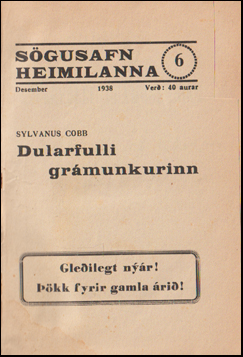 SÖGUSAFN
HEIMILANNA
6
Desember 1938 Verð: 40 aurar
SYLVANUS COBB
Dularfulli
grámunkurinn
Gleðilegt nýár!
Þökk fyrir gamla árið!